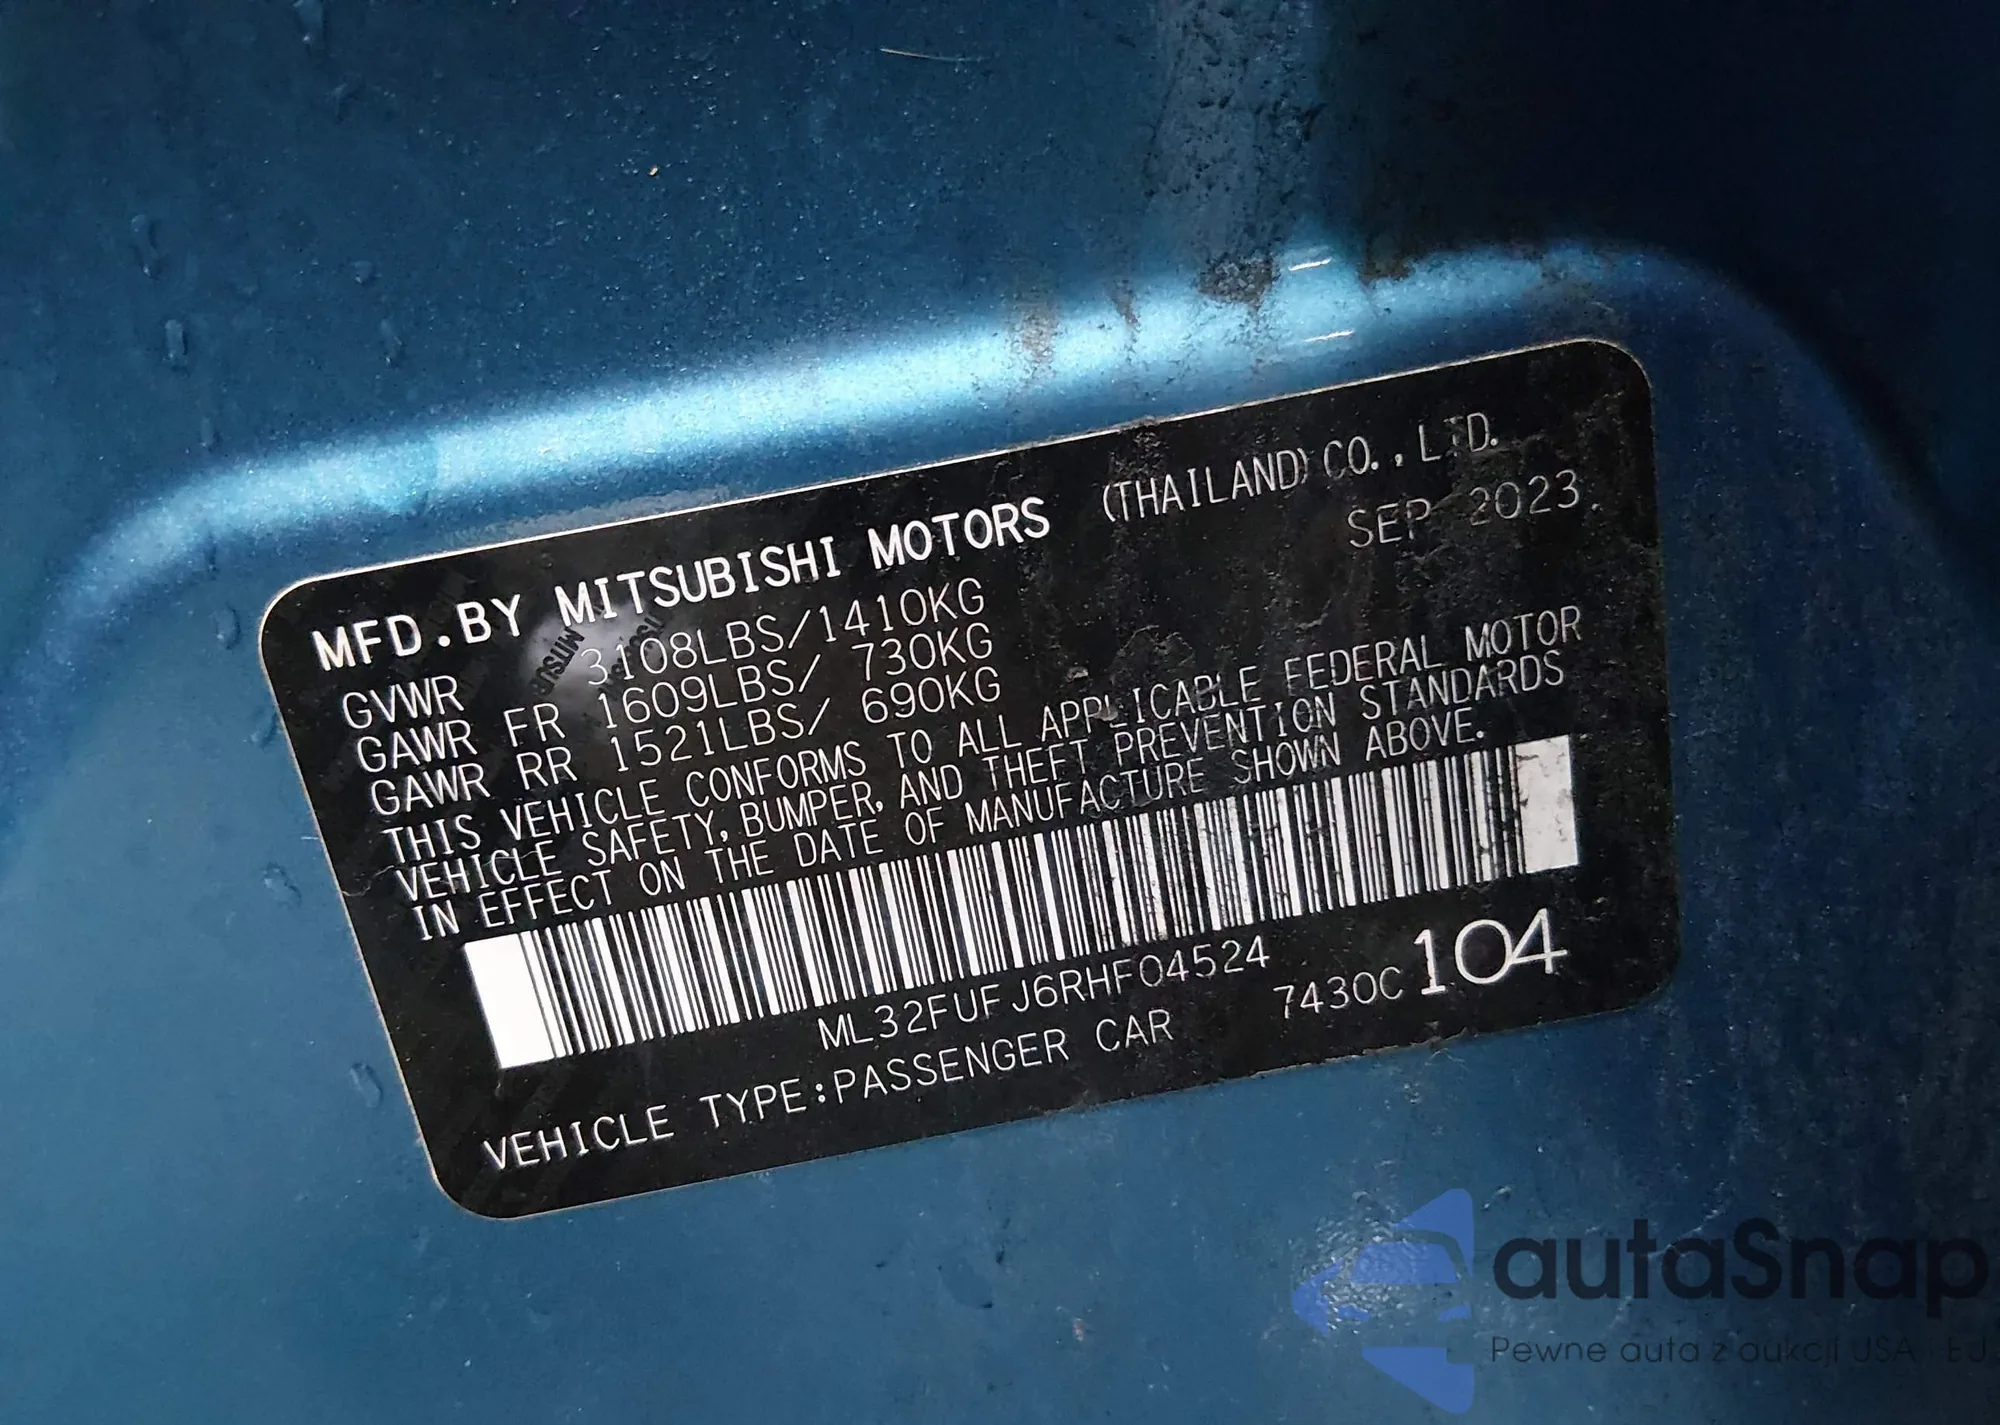 MFD.BY MITSUBISHI MOTORS (THAILAND) CO.,LTD.
SEP 2023.
GVWR 3108LBS/1410KG
GAWR FR 1609LBS/ 730KG
GAWR RR 1521LBS/ 690KG
THIS VEHICLE CONFORMS TO ALL APPLICABLE FEDERAL MOTOR
VEHICLE SAFETY, BUMPER, AND THEFT PREVENTION STANDARDS
IN EFFECT ON THE DATE OF MANUFACTURE SHOWN ABOVE.
ML32FUFJ6RHF04524
7430C 104
VEHICLE TYPE:PASSENGER CAR
autaSnap
Pewne auta z aukcji USA